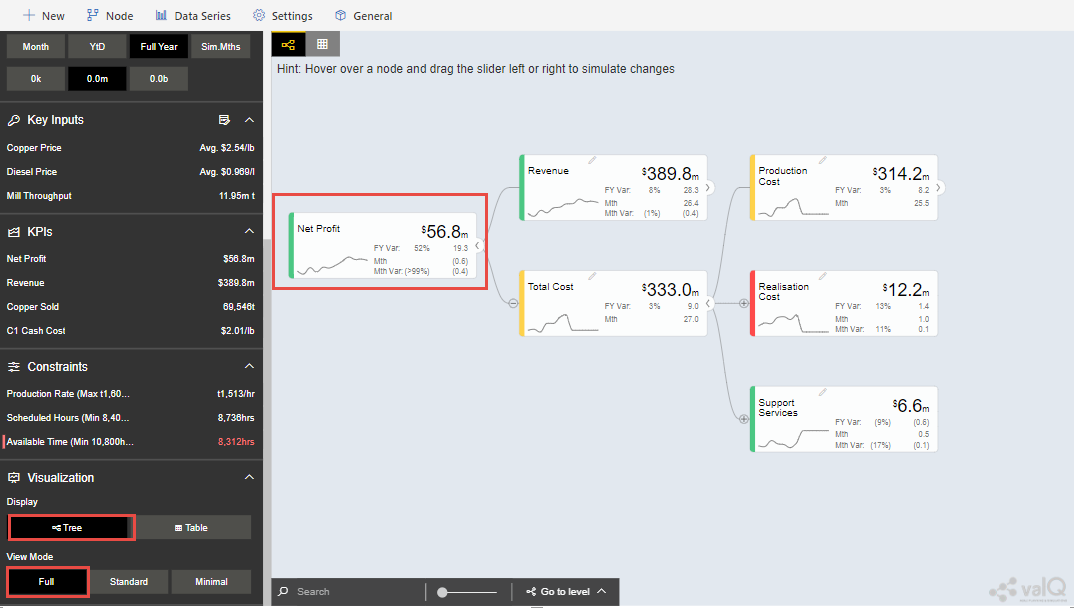 New Node Data Series Settings General
Month YtD Full Year Sim.Mths
0k 0.0m 0.0b
Key Inputs
Copper Price Avg. $2.54/lb
Diesel Price Avg. $0.969/l
Mill Throughput 11.95m t
KPIs
Net Profit $56.8m
Revenue $389.8m
Copper Sold 69,546t
C1 Cash Cost $2.01/lb
Constraints
Production Rate (Max t1,60... t1,513/hr
Scheduled Hours (Min 8,40... 8,736hrs
Available Time (Min 10,800h... 8,312hrs
Visualization
Display
Tree Table
View Mode
Full Standard Minimal
Hint: Hover over a node and drag the slider left or right to simulate changes
Net Profit
$56.8m
FY Var: 52% 19.3
Mth (0.6)
Mth Var: (>99%) (0.4)
Revenue
$389.8m
FY Var: 8% 28.3
Mth 26.4
Mth Var: (1%) (0.4)
Total Cost
$333.0m
FY Var: 3% 9.0
Mth 27.0
Production
Cost
$314.2m
FY Var: 3% 8.2
Mth 25.5
Realisation
Cost
$12.2m
FY Var: 13% 1.4
Mth 1.0
Mth Var: 11% 0.1
Support
Services
$6.6m
FY Var: (9%) (0.6)
Mth 0.5
Mth Var: (17%) (0.1)
Search Go to level
valQ